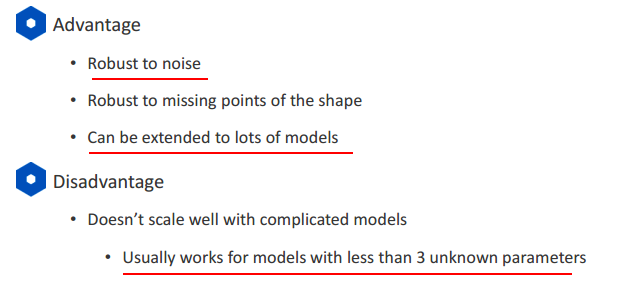 Advantage
• Robust to noise
• Robust to missing points of the shape
• Can be extended to lots of models
Disadvantage
• Doesn’t scale well with complicated models
• Usually works for models with less than 3 unknown parameters